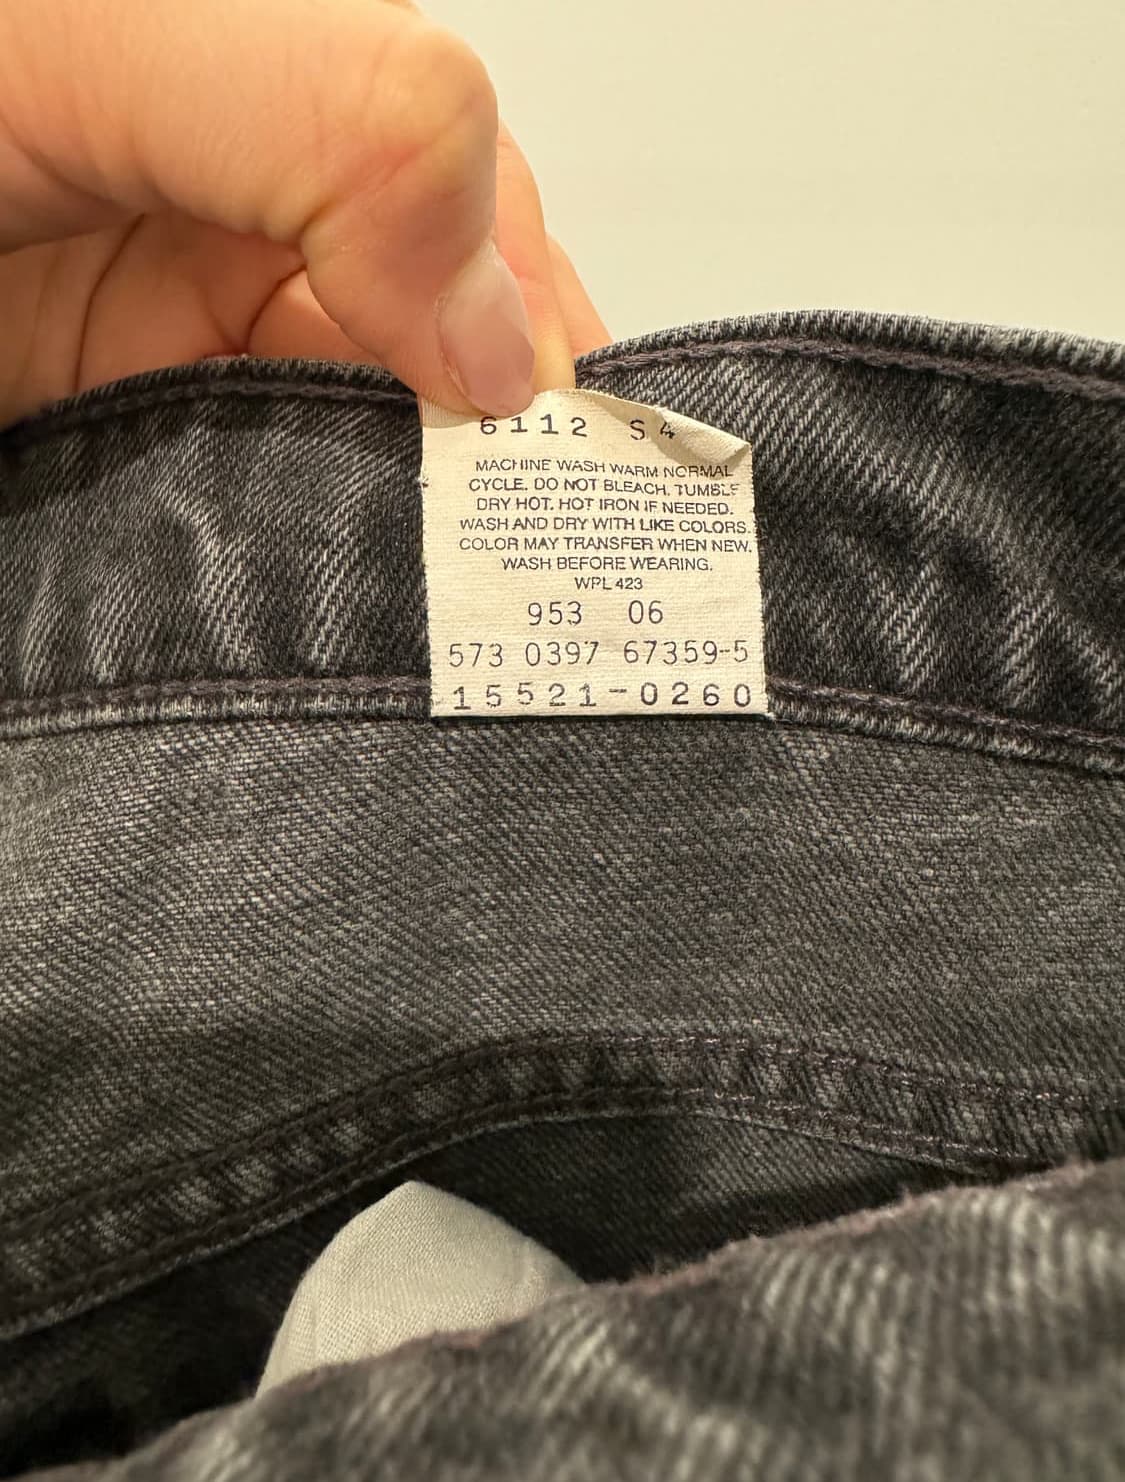 6112 S4
MACHINE WASH WARM NORMAL
CYCLE. DO NOT BLEACH. TUMBLE
DRY HOT. HOT IRON IF NEEDED.
WASH AND DRY WITH LIKE COLORS.
COLOR MAY TRANSFER WHEN NEW.
WASH BEFORE WEARING.
WPL 423
953 06
573 0397 67359-5
15521-0260